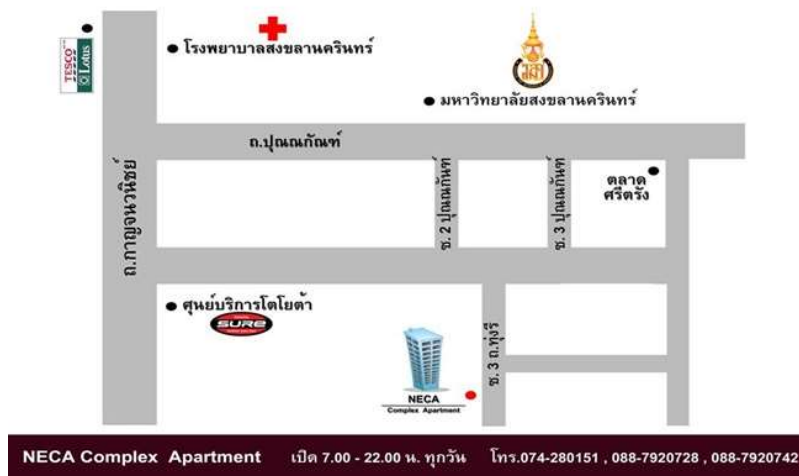 TESCO
Lotus
โรงพยาบาลสงขลานครินทร์
มหาวิทยาลัยสงขลานครินทร์
ถ.ปุณณกัณฑ์
ถ.กาญจนวนิชย์
ซ. 2 ปุณณกัณฑ์
ซ. 3 ปุณณกัณฑ์
ตลาด
ศรีตรัง
ศูนย์บริการโตโยต้า
SURE
ซ. 3 ถ.ทุ่งรี
NECA
Complex Apartment
NECA Complex Apartment เปิด 7.00 - 22.00 น. ทุกวัน โทร.074-280151 , 088-7920728 , 088-7920742